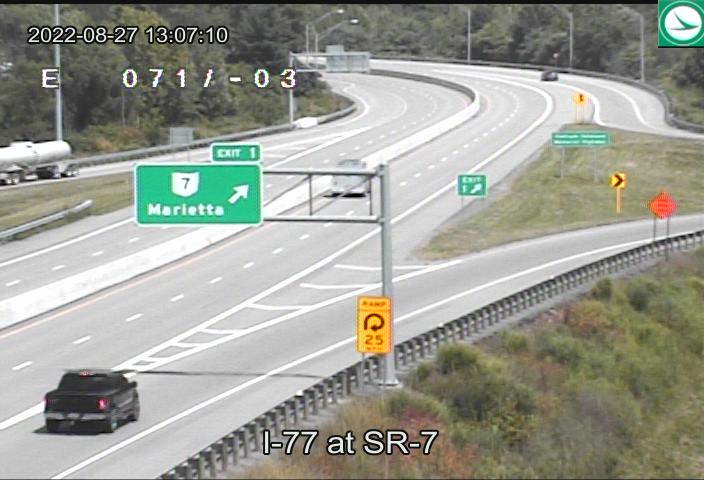 2022-08-27 13:07:10
E 071/-03
EXIT 1
7
Marietta
EXIT
1
RAMP
25
MPH
I-77 at SR-7